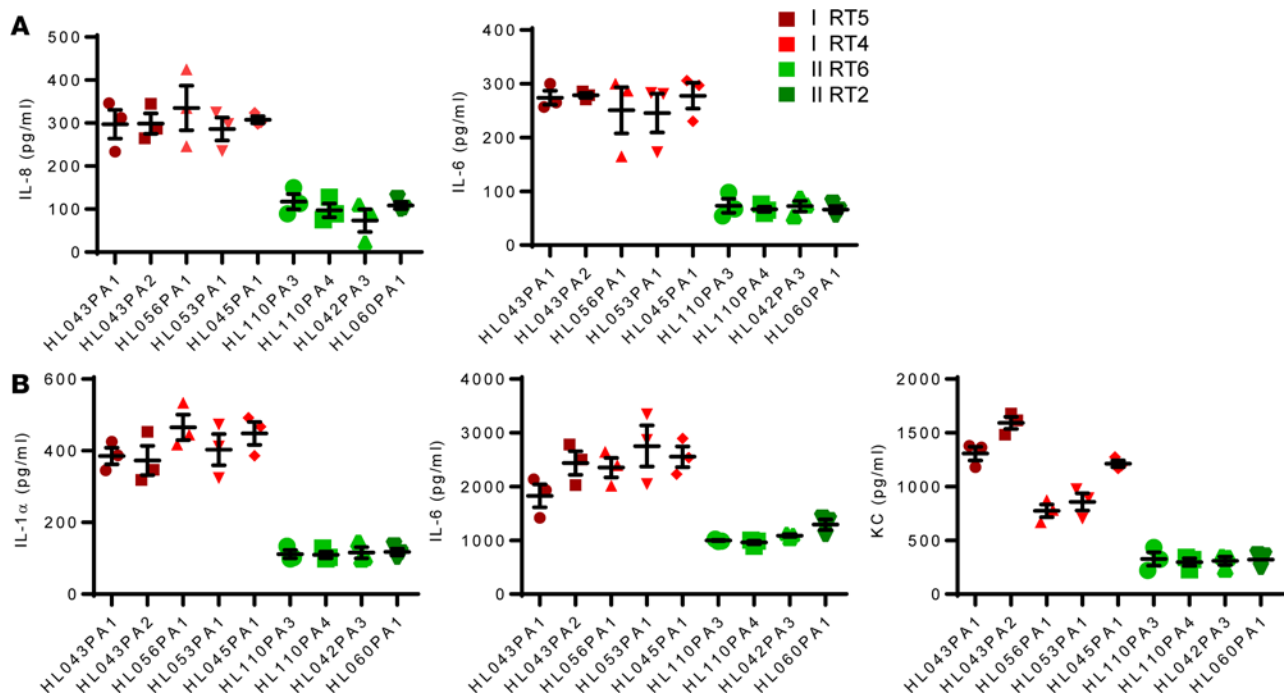 A
IL-8 (pg/ml)
500
400
300
200
100
0
HL043PA1
HL043PA2
HL056PA1
HL053PA1
HL045PA1
HL110PA3
HL110PA4
HL042PA3
HL060PA1
IL-6 (pg/ml)
400
300
200
100
0
HL043PA1
HL043PA2
HL056PA1
HL053PA1
HL045PA1
HL110PA3
HL110PA4
HL042PA3
HL060PA1
I RT5
I RT4
II RT6
II RT2
B
IL-1α (pg/ml)
600
400
200
0
HL043PA1
HL043PA2
HL056PA1
HL053PA1
HL045PA1
HL110PA3
HL110PA4
HL042PA3
HL060PA1
IL-6 (pg/ml)
4000
3000
2000
1000
0
HL043PA1
HL043PA2
HL056PA1
HL053PA1
HL045PA1
HL110PA3
HL110PA4
HL042PA3
HL060PA1
KC (pg/ml)
2000
1500
1000
500
0
HL043PA1
HL043PA2
HL056PA1
HL053PA1
HL045PA1
HL110PA3
HL110PA4
HL042PA3
HL060PA1